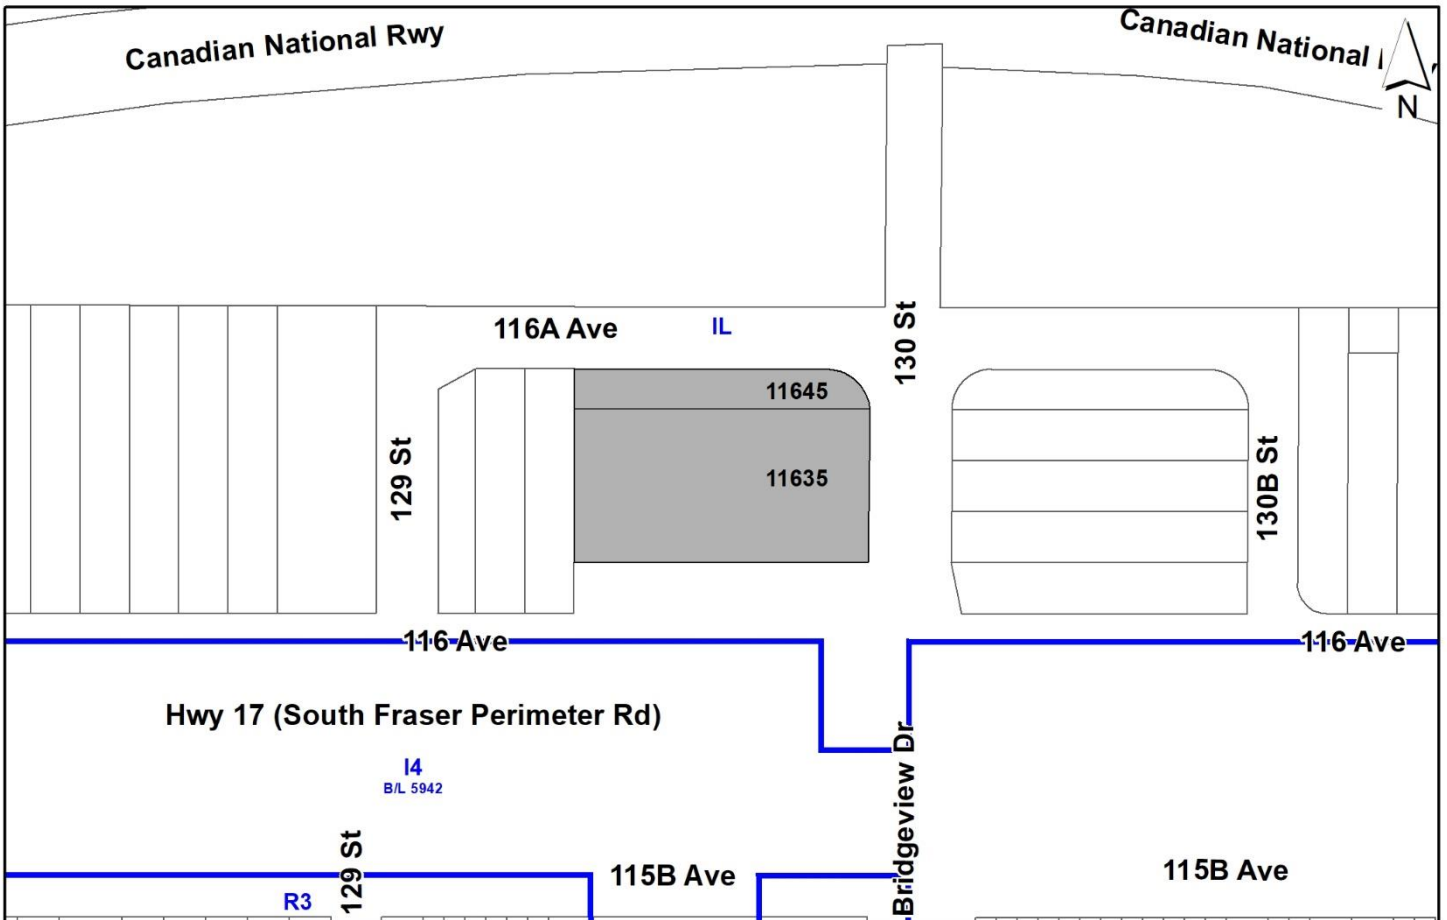 Canadian National Rwy
Canadian National
N
116A Ave
IL
130 St
11645
129 St
11635
130B St
116 Ave
116 Ave
Hwy 17 (South Fraser Perimeter Rd)
I4
B/L 5942
Bridgeview Dr
129 St
115B Ave
115B Ave
R3